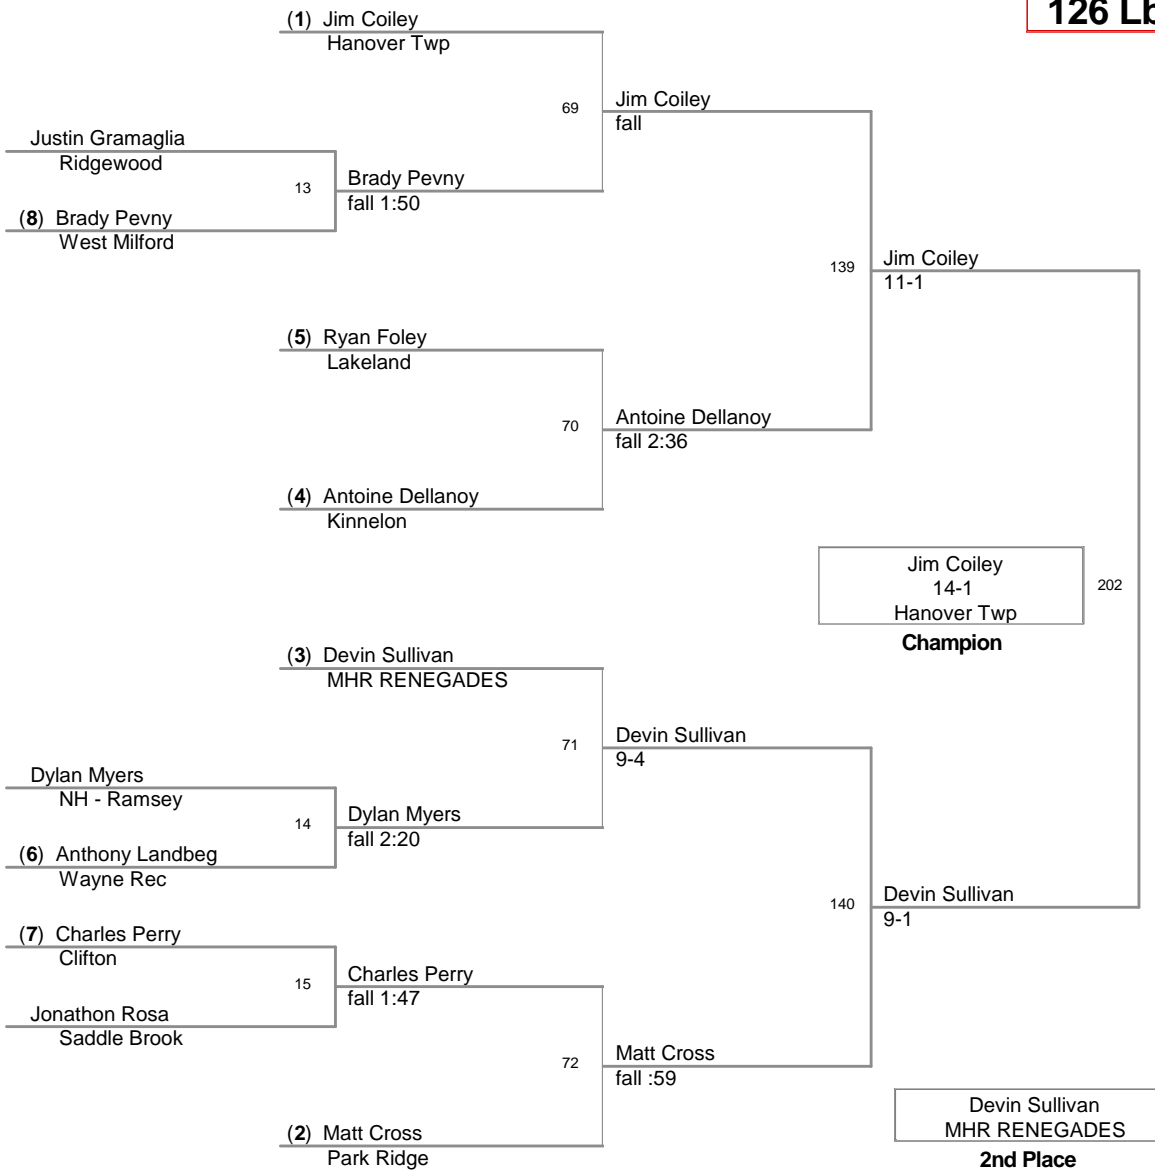 126 Lb
(1) Jim Coiley
Hanover Twp
69
Jim Coiley
fall
Justin Gramaglia
Ridgewood
13
Brady Pevny
fall 1:50
(8) Brady Pevny
West Milford
139
Jim Coiley
11-1
(5) Ryan Foley
Lakeland
70
Antoine Dellanoy
fall 2:36
(4) Antoine Dellanoy
Kinnelon
Jim Coiley
14-1
Hanover Twp
202
Champion
(3) Devin Sullivan
MHR RENEGADES
71
Devin Sullivan
9-4
Dylan Myers
NH - Ramsey
14
Dylan Myers
fall 2:20
(6) Anthony Landbeg
Wayne Rec
140
Devin Sullivan
9-1
(7) Charles Perry
Clifton
15
Charles Perry
fall 1:47
Jonathon Rosa
Saddle Brook
72
Matt Cross
fall :59
(2) Matt Cross
Park Ridge
Devin Sullivan
MHR RENEGADES
2nd Place